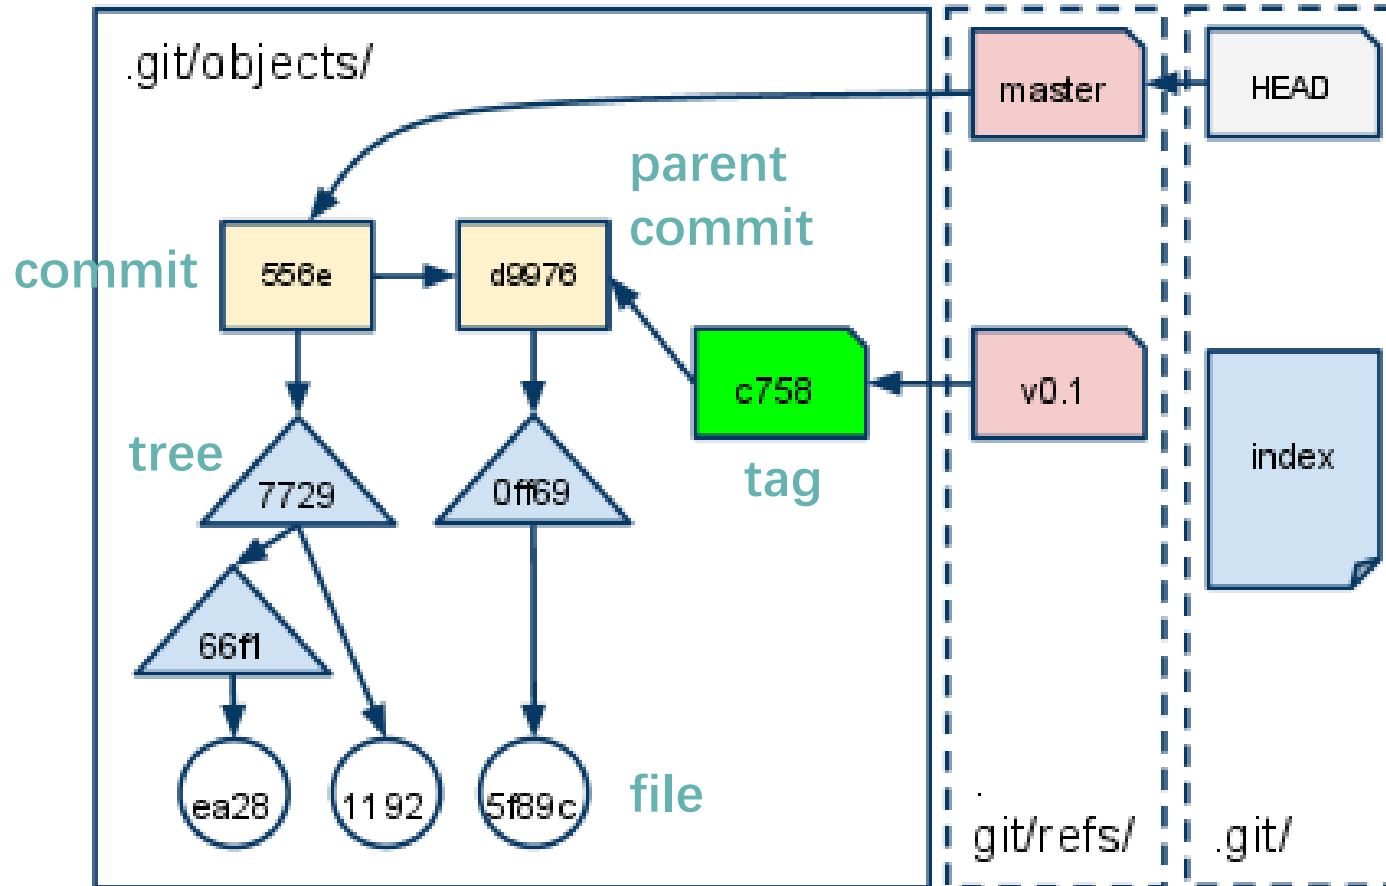 .git/objects/
master
HEAD
parent
commit
commit
556e
d9976
c758
v0.1
tree
7729
0ff69
tag
index
66f1
ea28
1192
5f89c
file
.
git/refs/
.git/